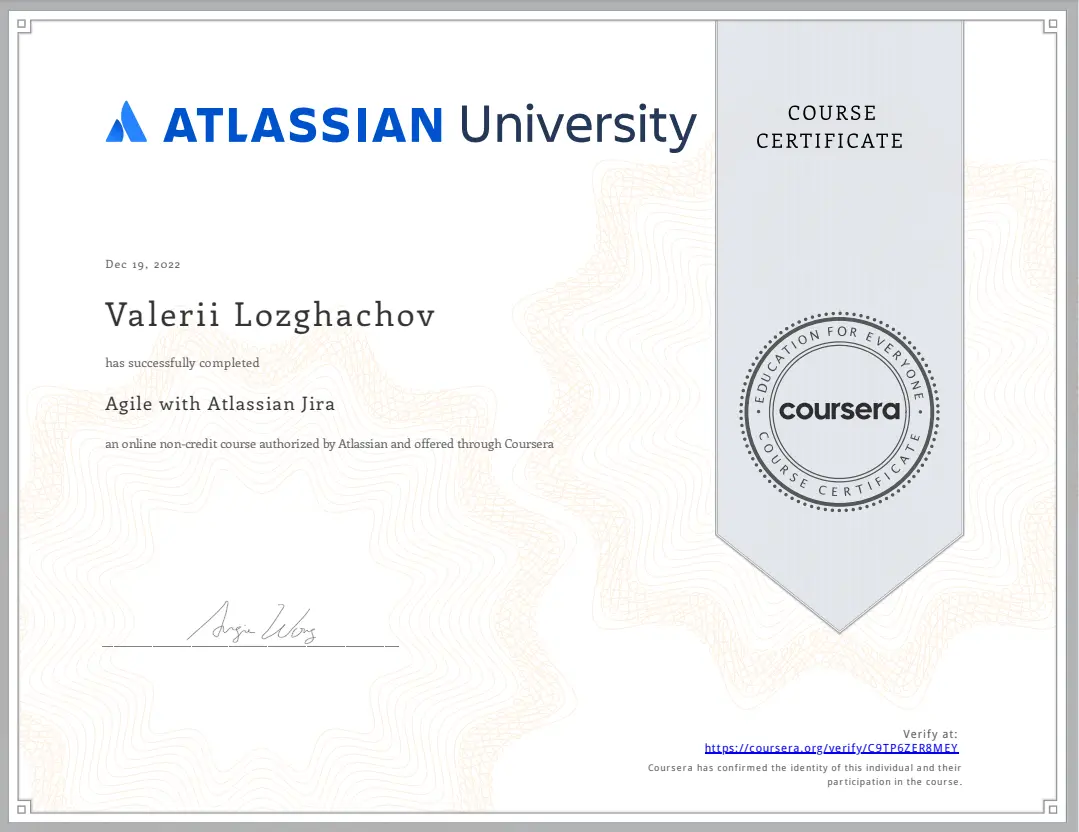 ATLASSIAN University
COURSE
CERTIFICATE
Dec 19, 2022
Valerii Lozghachov
has successfully completed
Agile with Atlassian Jira
an online non-credit course authorized by Atlassian and offered through Coursera
EDUCATION FOR EVERYONE
coursera
COURSE CERTIFICATE
Angie Wong
Verify at:
https://coursera.org/verify/C9TP6ZER8MEY
Coursera has confirmed the identity of this individual and their
participation in the course.